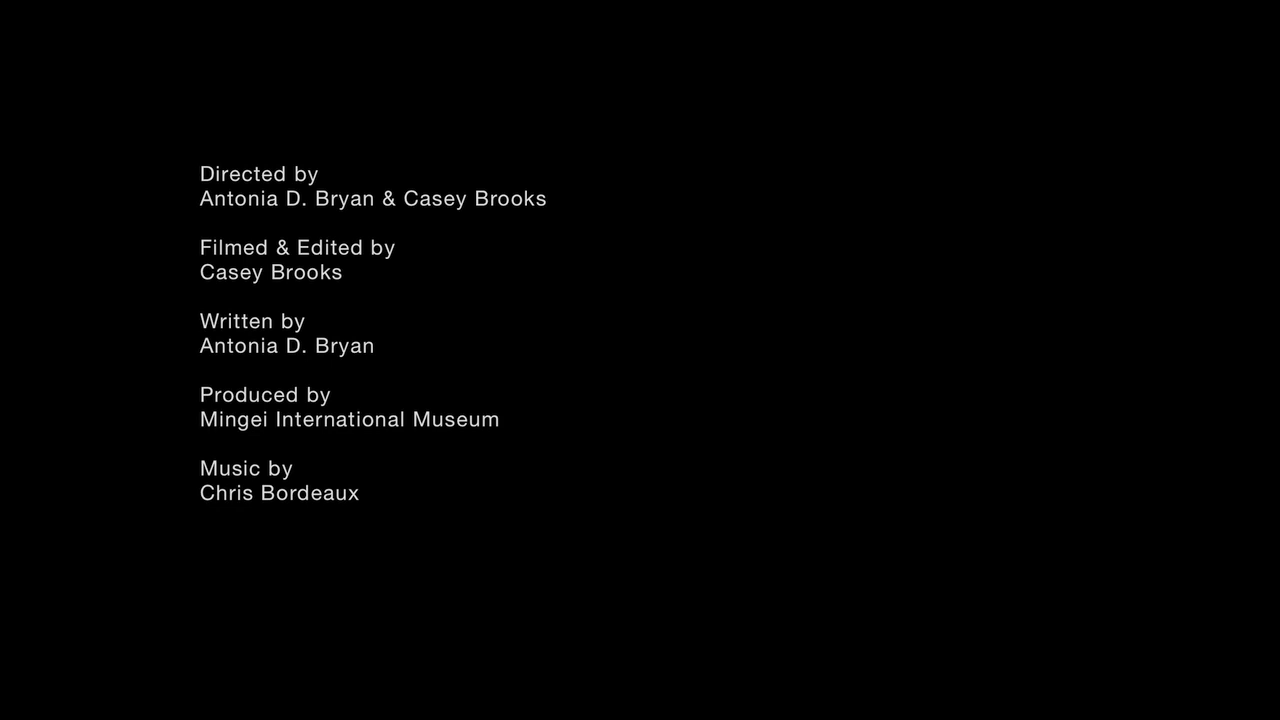 Directed by
Antonia D. Bryan & Casey Brooks
Filmed & Edited by
Casey Brooks
Written by
Antonia D. Bryan
Produced by
Mingei International Museum
Music by
Chris Bordeaux